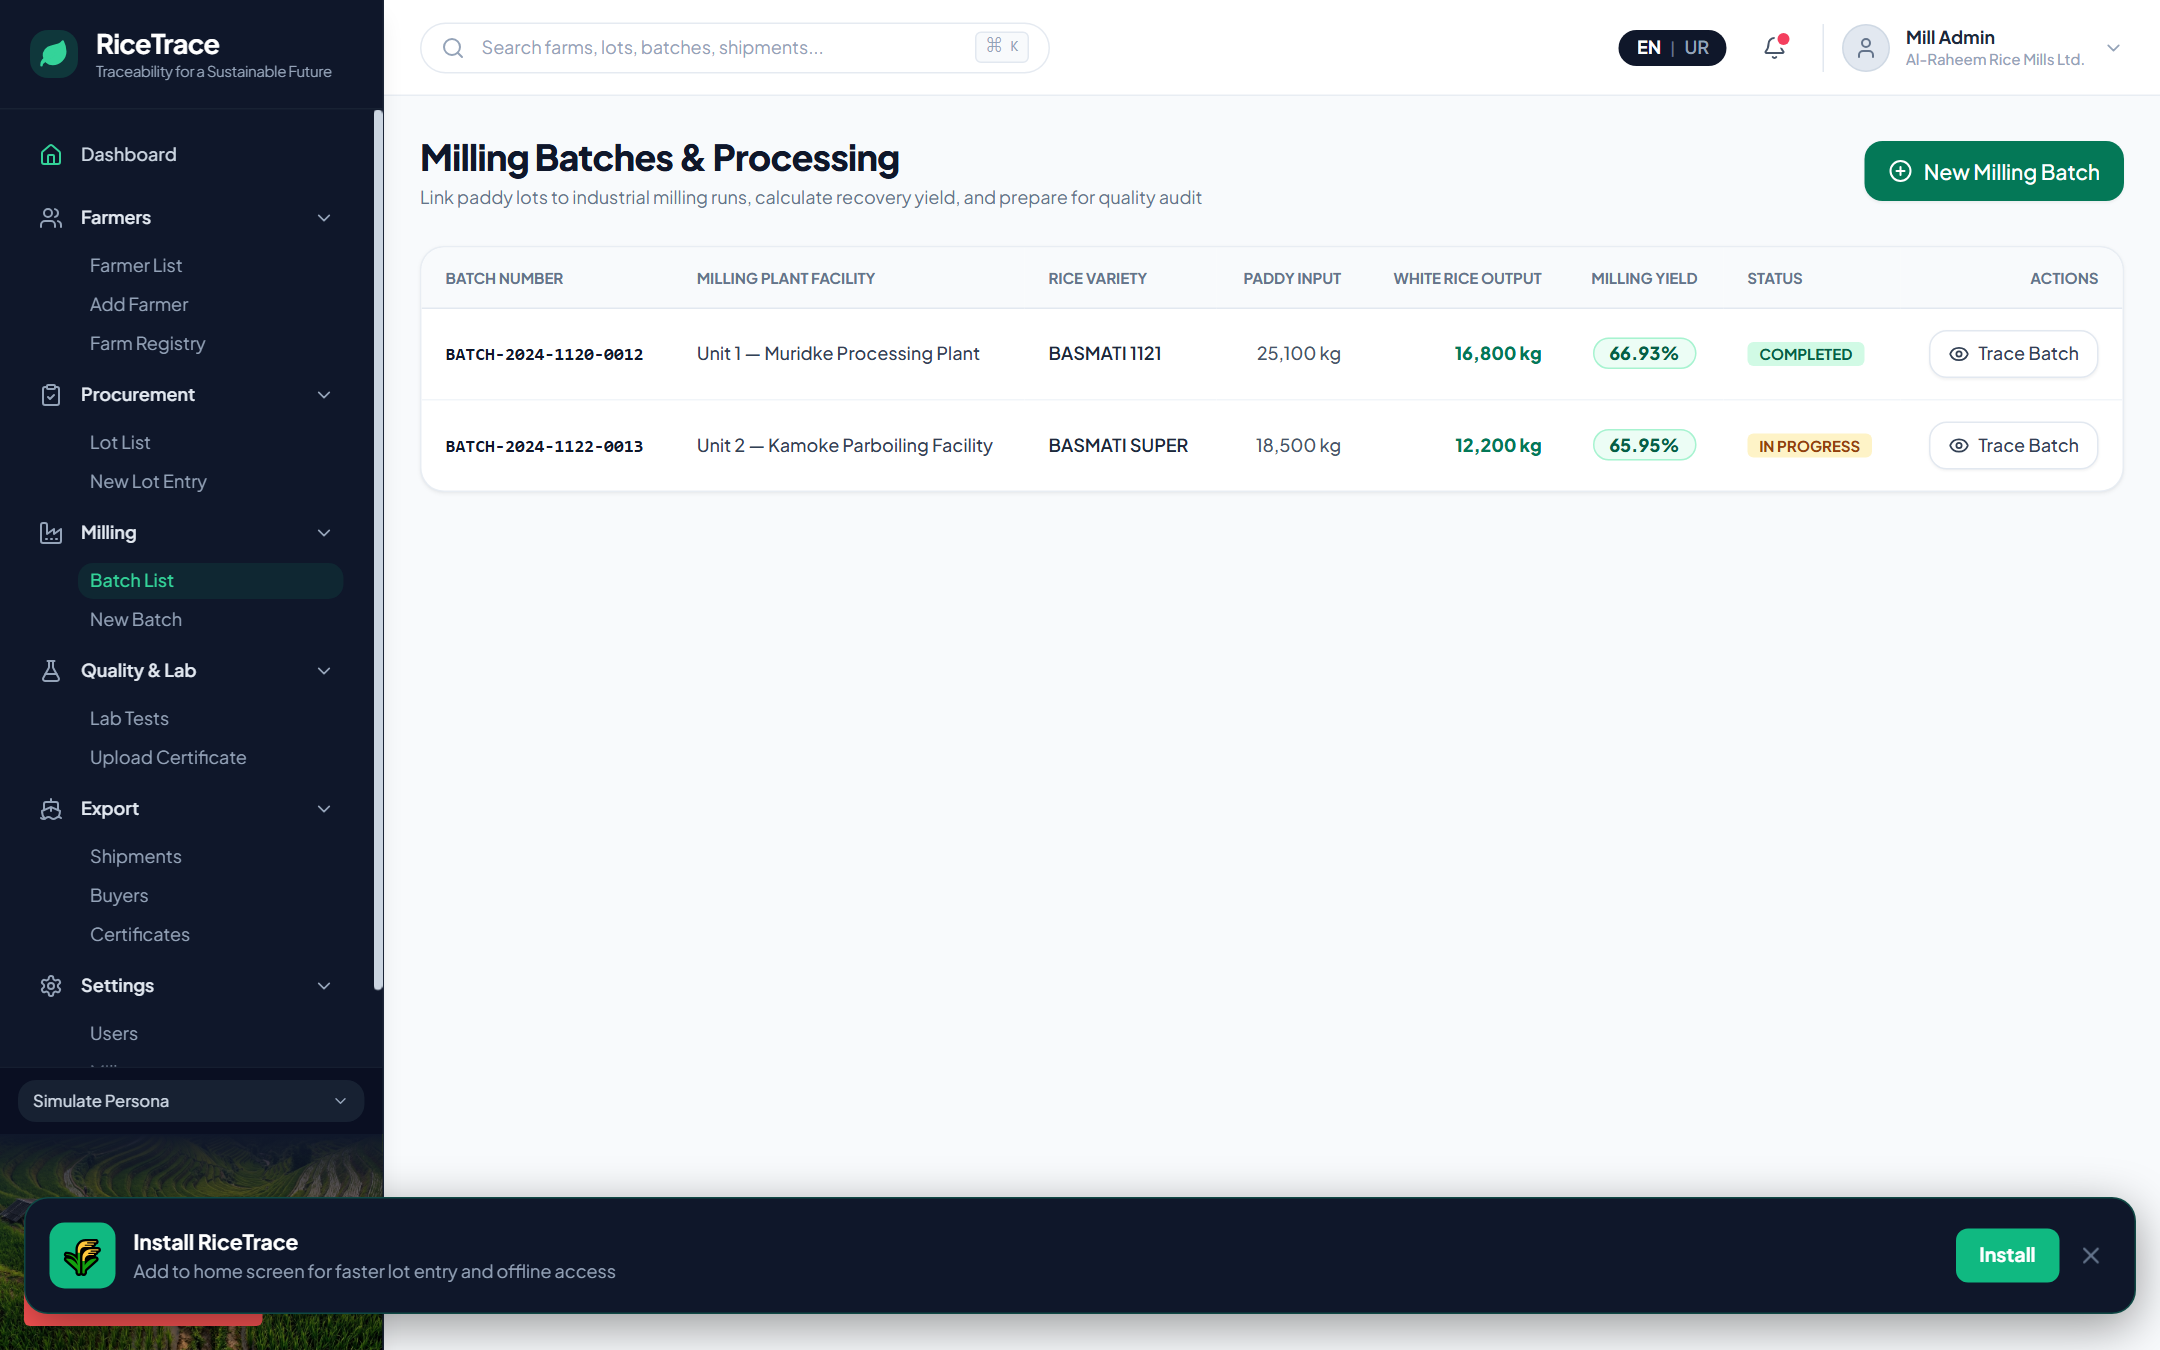 RiceTrace
Traceability for a Sustainable Future
Search farms, lots, batches, shipments...
⌘ K
EN | UR
Mill Admin
Al-Raheem Rice Mills Ltd.
Dashboard
Farmers
Farmer List
Add Farmer
Farm Registry
Procurement
Lot List
New Lot Entry
Milling
Batch List
New Batch
Quality & Lab
Lab Tests
Upload Certificate
Export
Shipments
Buyers
Certificates
Settings
Users
Simulate Persona
Milling Batches & Processing
Link paddy lots to industrial milling runs, calculate recovery yield, and prepare for quality audit
New Milling Batch
BATCH NUMBER MILLING PLANT FACILITY RICE VARIETY PADDY INPUT WHITE RICE OUTPUT MILLING YIELD STATUS ACTIONS
BATCH-2024-1120-0012 Unit 1 — Muridke Processing Plant BASMATI 1121 25,100 kg 16,800 kg 66.93% COMPLETED Trace Batch
BATCH-2024-1122-0013 Unit 2 — Kamoke Parboiling Facility BASMATI SUPER 18,500 kg 12,200 kg 65.95% IN PROGRESS Trace Batch
Install RiceTrace
Add to home screen for faster lot entry and offline access
Install